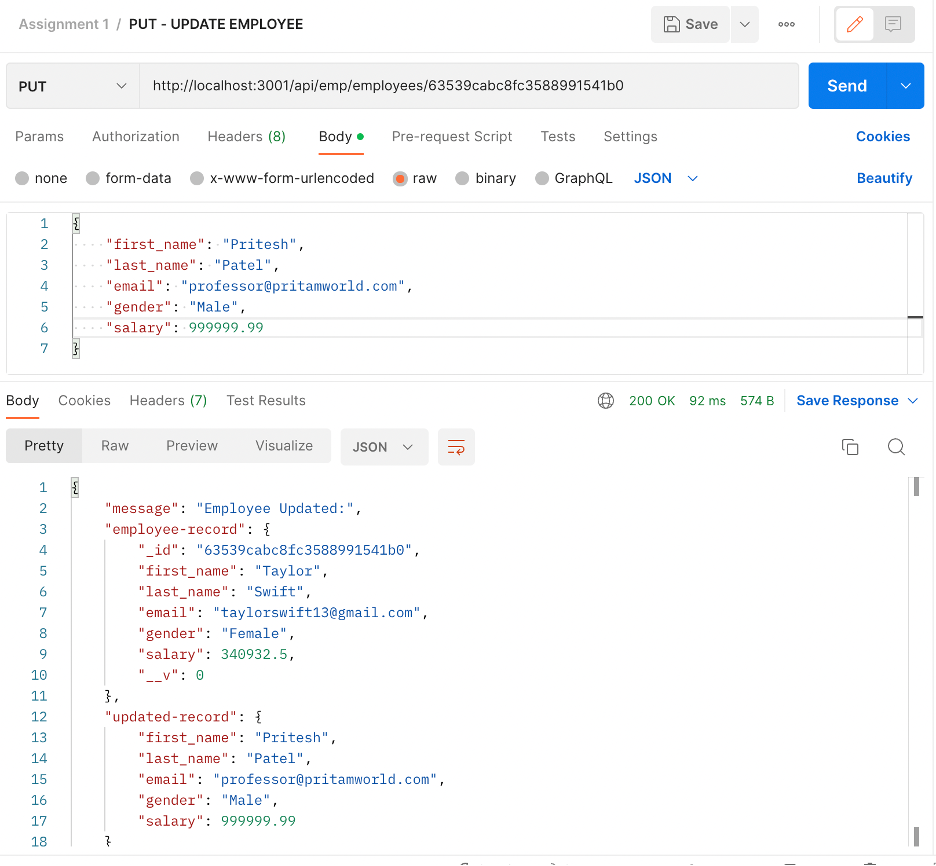 Assignment 1 / PUT - UPDATE EMPLOYEE
Save
PUT
http://localhost:3001/api/emp/employees/63539cabc8fc3588991541b0
Send
Params Authorization Headers (8) Body Pre-request Script Tests Settings Cookies
none form-data x-www-form-urlencoded raw binary GraphQL JSON Beautify
1 {
2 "first_name": "Pritesh",
3 "last_name": "Patel",
4 "email": "professor@pritamworld.com",
5 "gender": "Male",
6 "salary": 999999.99
7 }
Body Cookies Headers (7) Test Results 200 OK 92 ms 574 B Save Response
Pretty Raw Preview Visualize JSON
1 {
2 "message": "Employee Updated:",
3 "employee-record": {
4 "_id": "63539cabc8fc3588991541b0",
5 "first_name": "Taylor",
6 "last_name": "Swift",
7 "email": "taylorswift13@gmail.com",
8 "gender": "Female",
9 "salary": 340932.5,
10 "__v": 0
11 },
12 "updated-record": {
13 "first_name": "Pritesh",
14 "last_name": "Patel",
15 "email": "professor@pritamworld.com",
16 "gender": "Male",
17 "salary": 999999.99
18 }